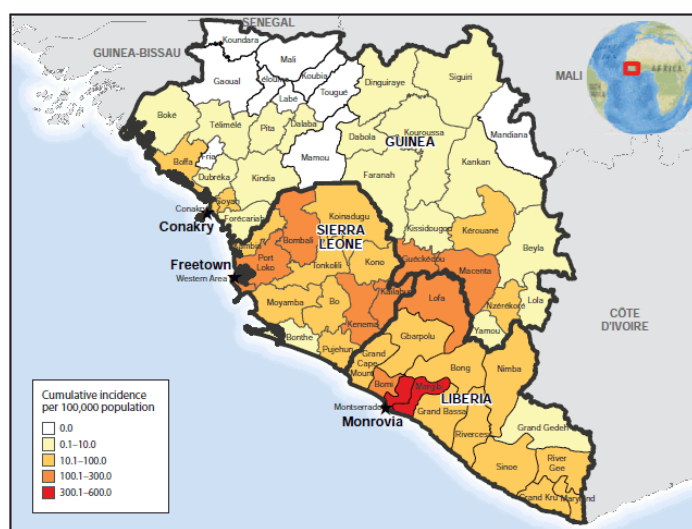 SENEGAL
GUINEA-BISSAU
MALI
AFRICA
Koundara
Mali
Gaoual
Koubia
Labé
Tougué
Dinguiraye
Siguiri
Boké
Télimélé
Pita
Dalaba
Dabola
Kouroussa
Mandiana
GUINEA
Boffa
Fria
Mamou
Kankan
Dubréka
Kindia
Faranah
Coyah
Conakry
Conakry
Forécariah
Koinadugu
Kissidougou
Kérouané
Beyla
SIERRA
LEONE
Bombali
Guéckédou
Macenta
Port
Loko
Kono
Freetown
Western Area
Tonkolili
Kailahun
Lofa
Nzérékoré
Lola
Yamou
CÔTE
D'IVOIRE
Moyamba
Bo
Kenema
Gbarpolu
Bonthe
Pujehun
Grand
Cape
Mount
Bong
Nimba
Bomi
Margibi
LIBERIA
Montserrado
Monrovia
Grand Bassa
Grand Gedeh
Rivercess
Sinoe
River
Gee
Grand Kru
Maryland
Cumulative incidence
per 100,000 population
0.0
0.1–10.0
10.1–100.0
100.1–300.0
300.1–600.0